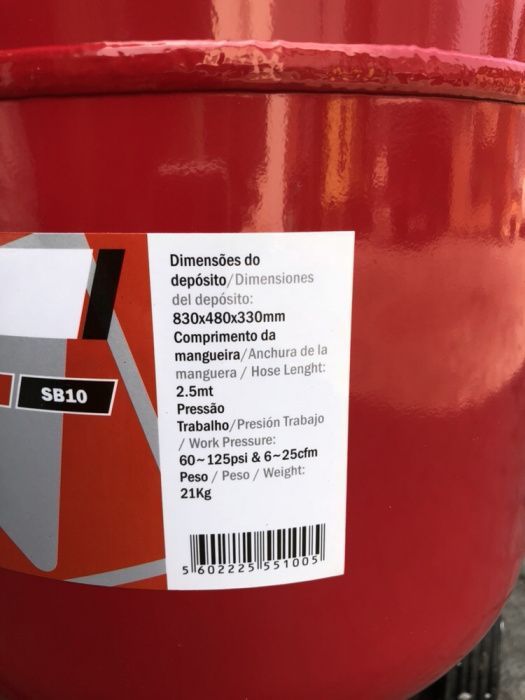 Dimensões do
depósito/Dimensiones
del depósito:
830x480x330mm
Comprimento da
mangueira/Anchura de la
manguera / Hose Lenght:
2.5mt
Pressão
Trabalho/Presión Trabajo
/ Work Pressure:
60~125psi & 6~25cfm
Peso / Peso / Weight:
21Kg
SB10
5 602225 551005